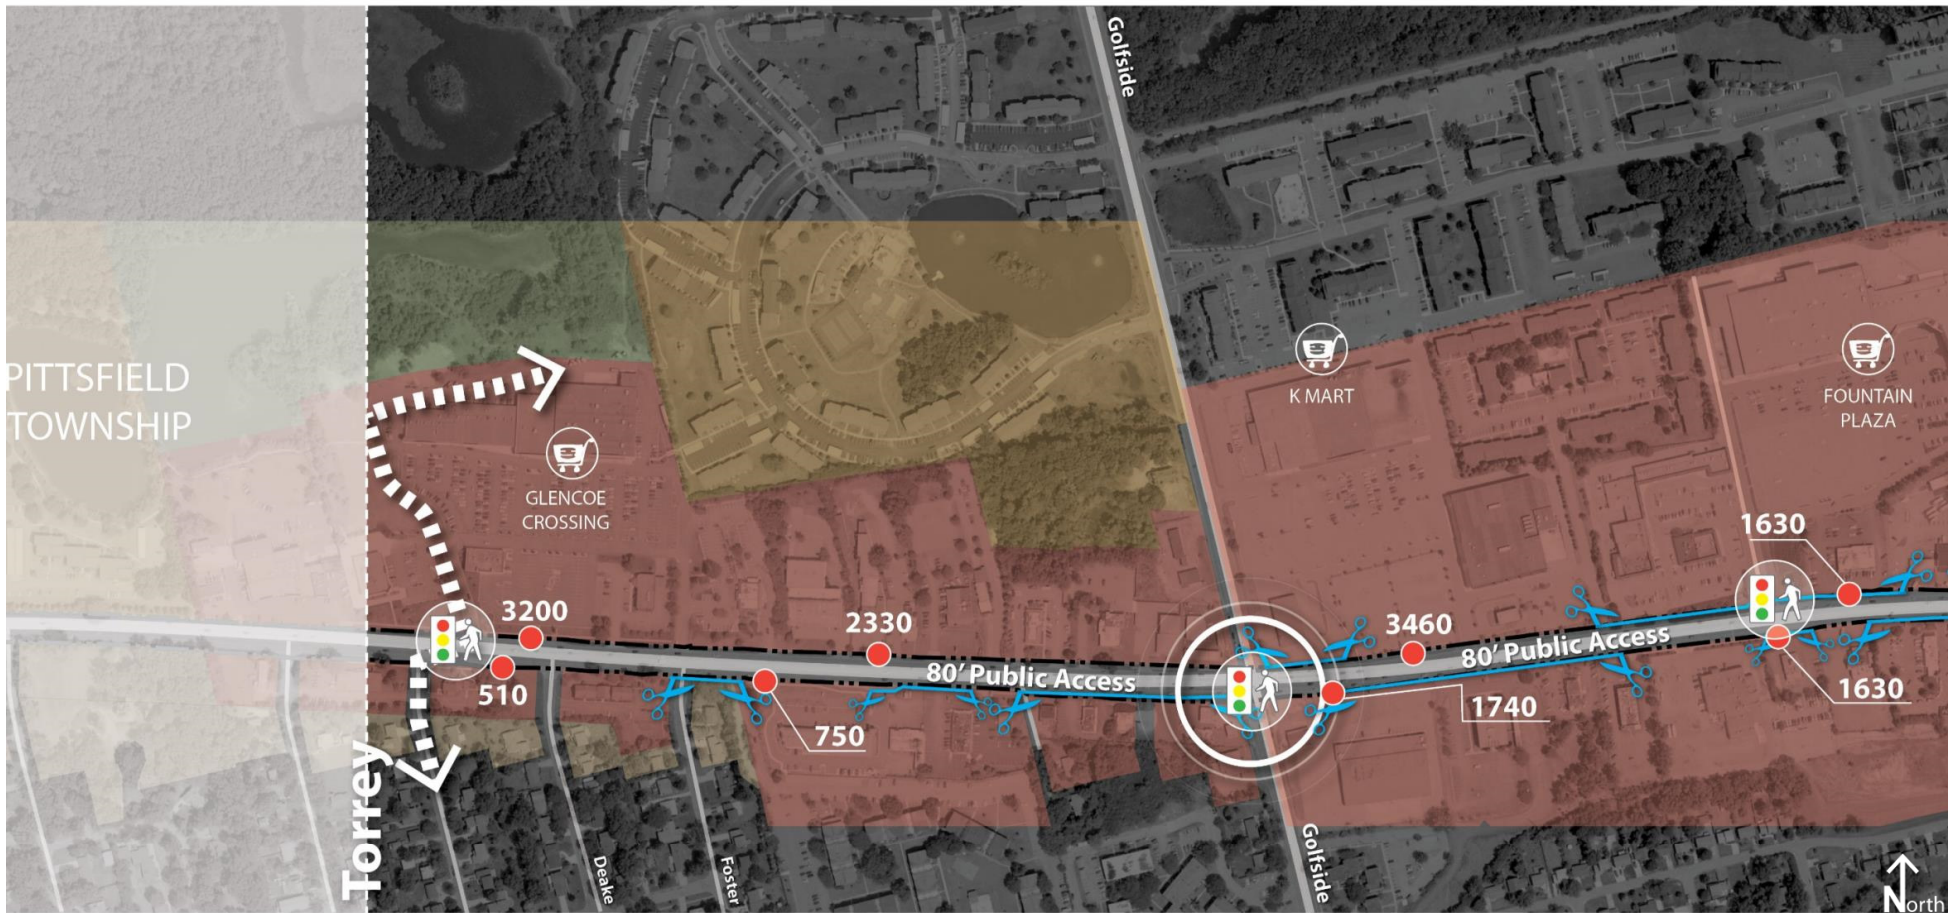 Golfside
PITTSFIELD
TOWNSHIP
K MART
FOUNTAIN
PLAZA
GLENCOE
CROSSING
1630
3200
2330
3460
80' Public Access
80' Public Access
510
750
1740
1630
Torrey
Deake
Foster
Golfside
North